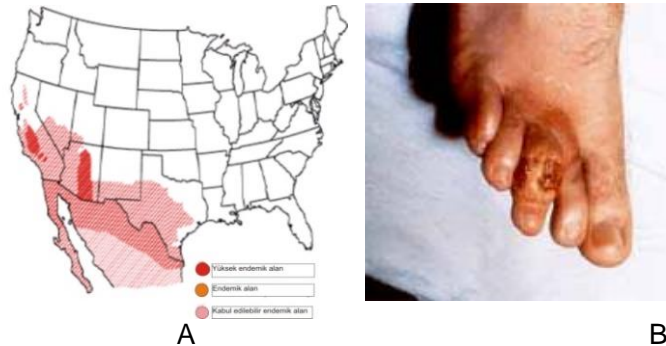 Yüksek endemik alan
Endemik alan
Kabul edilebilir endemik alan
A
B